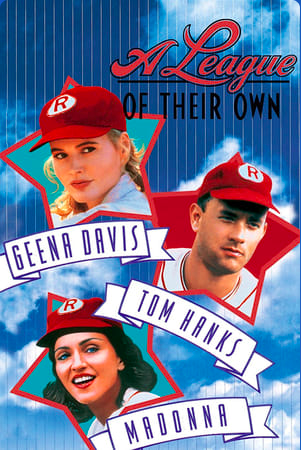 A League
OF THEIR OWN
R
GEENA DAVIS
R
TOM HANKS
R
MADONNA